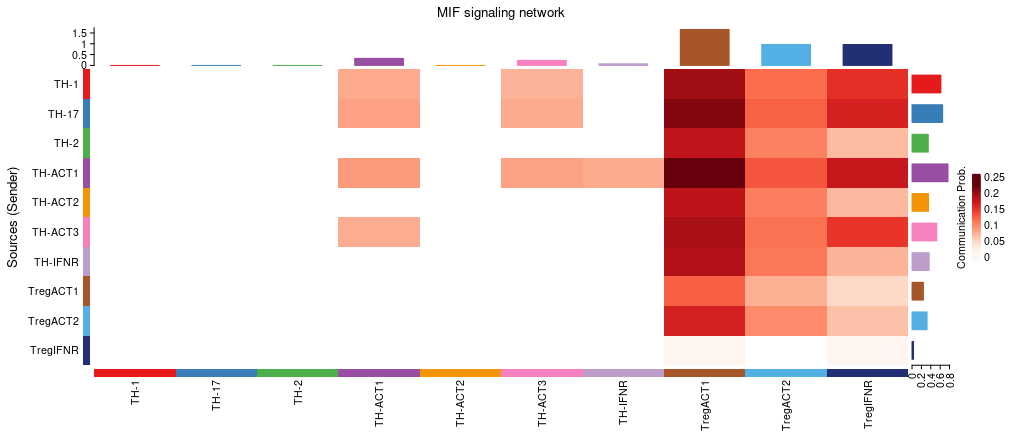 MIF signaling network
1.5
1
0.5
0
TH-1
TH-17
TH-2
TH-ACT1
TH-ACT2
TH-ACT3
TH-IFNR
TregACT1
TregACT2
TregIFNR
Sources (Sender)
TH-1
TH-17
TH-2
TH-ACT1
TH-ACT2
TH-ACT3
TH-IFNR
TregACT1
TregACT2
TregIFNR
0
0.2
0.4
0.6
0.8
Communication Prob.
0.25
0.2
0.15
0.1
0.05
0